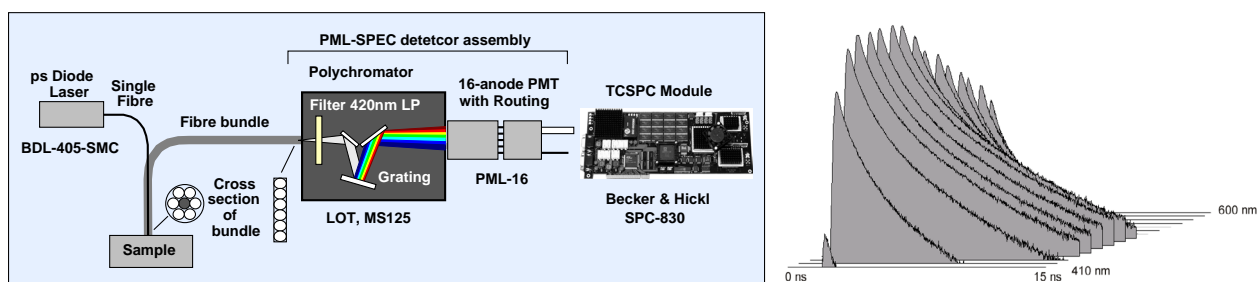 PML-SPEC detetcor assembly
Polychromator
ps Diode
Laser
Single
Fibre
16-anode PMT
with Routing
TCSPC Module
Filter 420nm LP
Fibre bundle
BDL-405-SMC
Grating
PML-16
Cross
section
of
bundle
LOT, MS125
Becker & Hickl
SPC-830
Sample
600 nm
410 nm
0 ns
15 ns